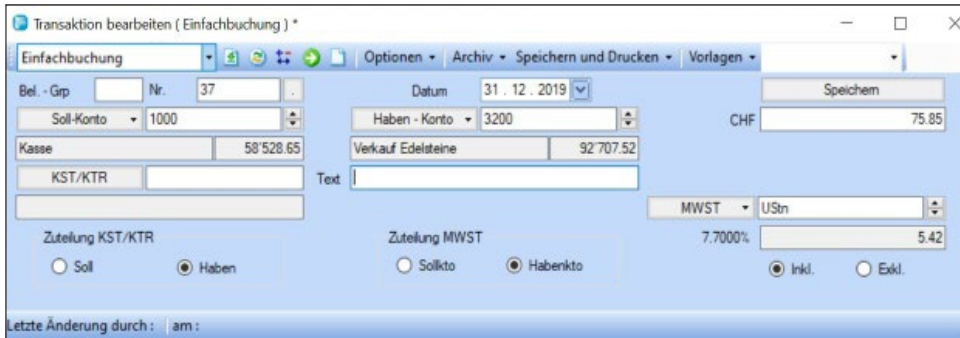 Transaktion bearbeiten ( Einfachbuchung ) *
Einfachbuchung Optionen Archiv Speichern und Drucken Vorlagen
Bel. - Grp Nr. 37 . Datum 31 . 12 . 2019 Speichern
Soll-Konto 1000 Haben - Konto 3200 CHF 75.85
Kasse 58'528.65 Verkauf Edelsteine 92'707.52
KST/KTR Text
MWST UStn
Zuteilung KST/KTR Zuteilung MWST 7.7000% 5.42
Soll Haben Sollkto Habenkto Inkl. Exkl.
Letzte Änderung durch : am :